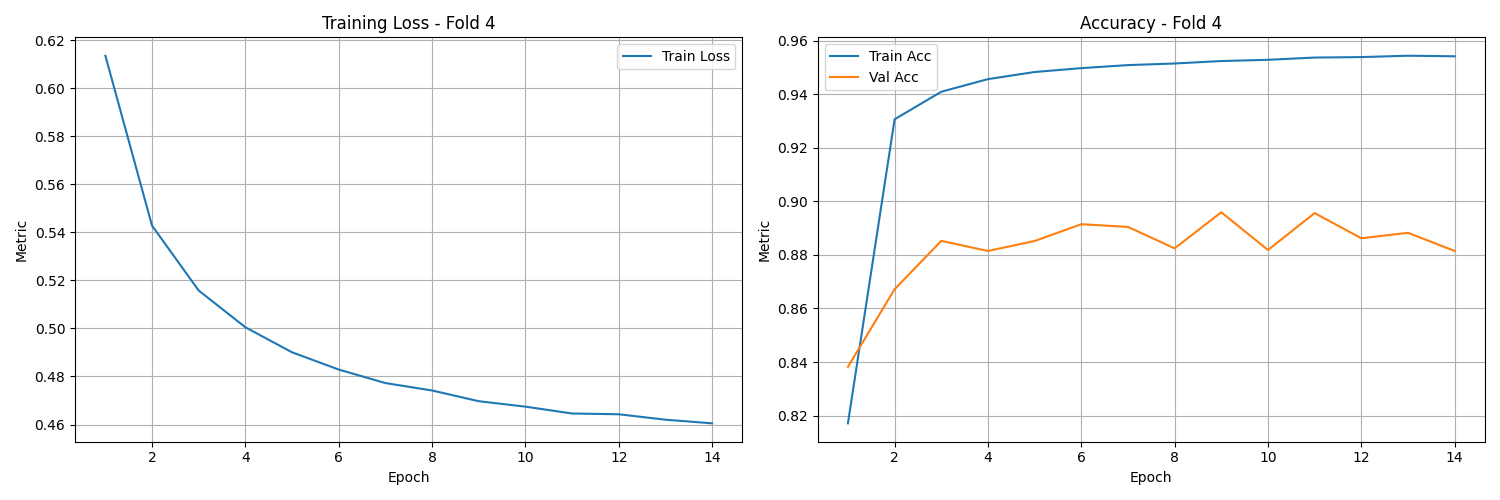 Training Loss - Fold 4
Train Loss
0.62
0.60
0.58
0.56
0.54
0.52
0.50
0.48
0.46
Metric
2 4 6 8 10 12 14
Epoch
Accuracy - Fold 4
Train Acc
Val Acc
0.96
0.94
0.92
0.90
0.88
0.86
0.84
0.82
Metric
2 4 6 8 10 12 14
Epoch